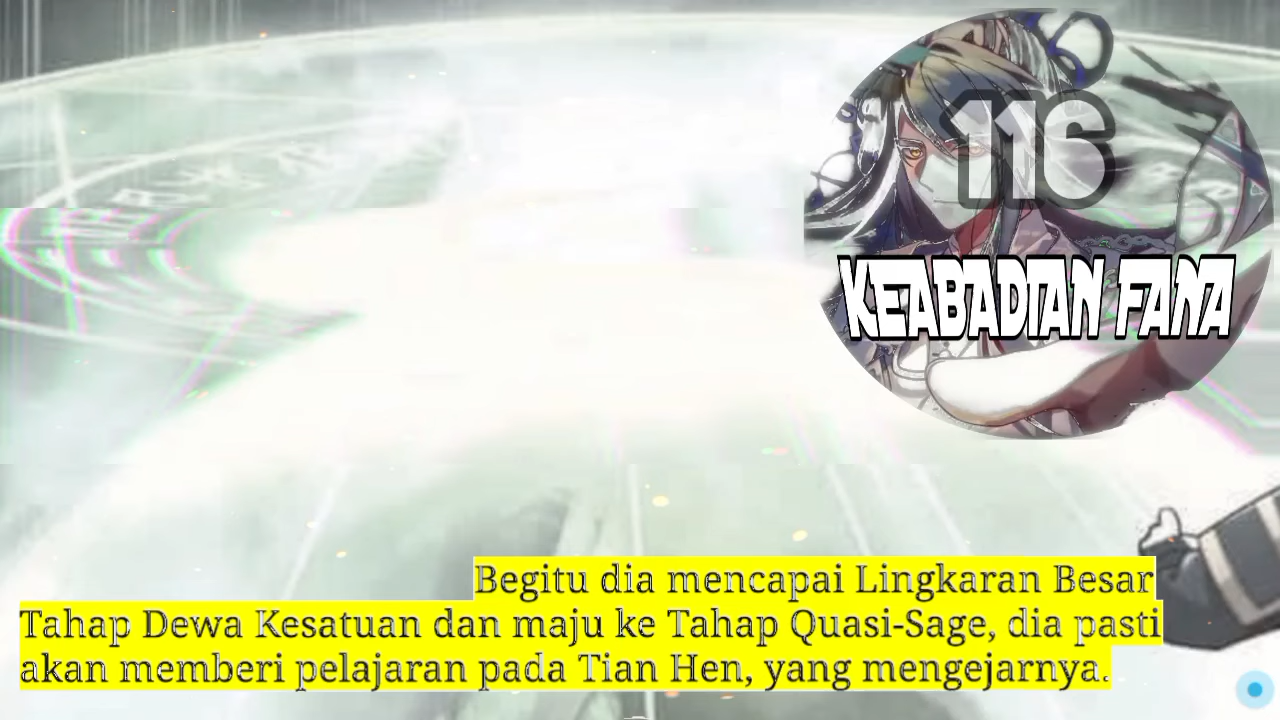 116
KEABADIAN FANA
Begitu dia mencapai Lingkaran Besar
Tahap Dewa Kesatuan dan maju ke Tahap Quasi-Sage, dia pasti
akan memberi pelajaran pada Tian Hen, yang mengejarnya.